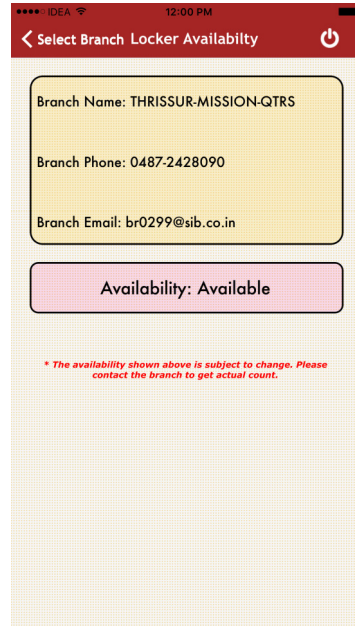 IDEA 12:00 PM
Select Branch Locker Availabilty
Branch Name: THRISSUR-MISSION-QTRS
Branch Phone: 0487-2428090
Branch Email: br0299@sib.co.in
Availability: Available
* The availability shown above is subject to change. Please
contact the branch to get actual count.